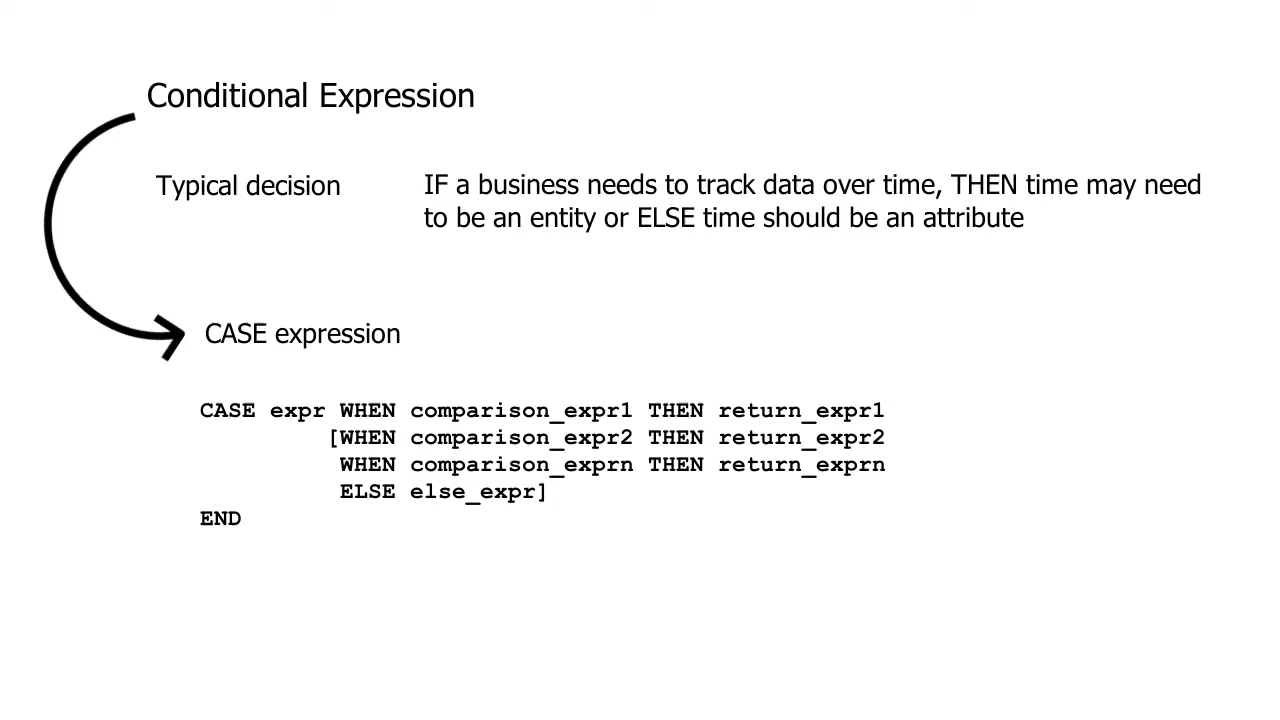 Conditional Expression
Typical decision
IF a business needs to track data over time, THEN time may need
to be an entity or ELSE time should be an attribute
CASE expression
CASE expr WHEN comparison_expr1 THEN return_expr1
[WHEN comparison_expr2 THEN return_expr2
WHEN comparison_exprn THEN return_exprn
ELSE else_expr]
END